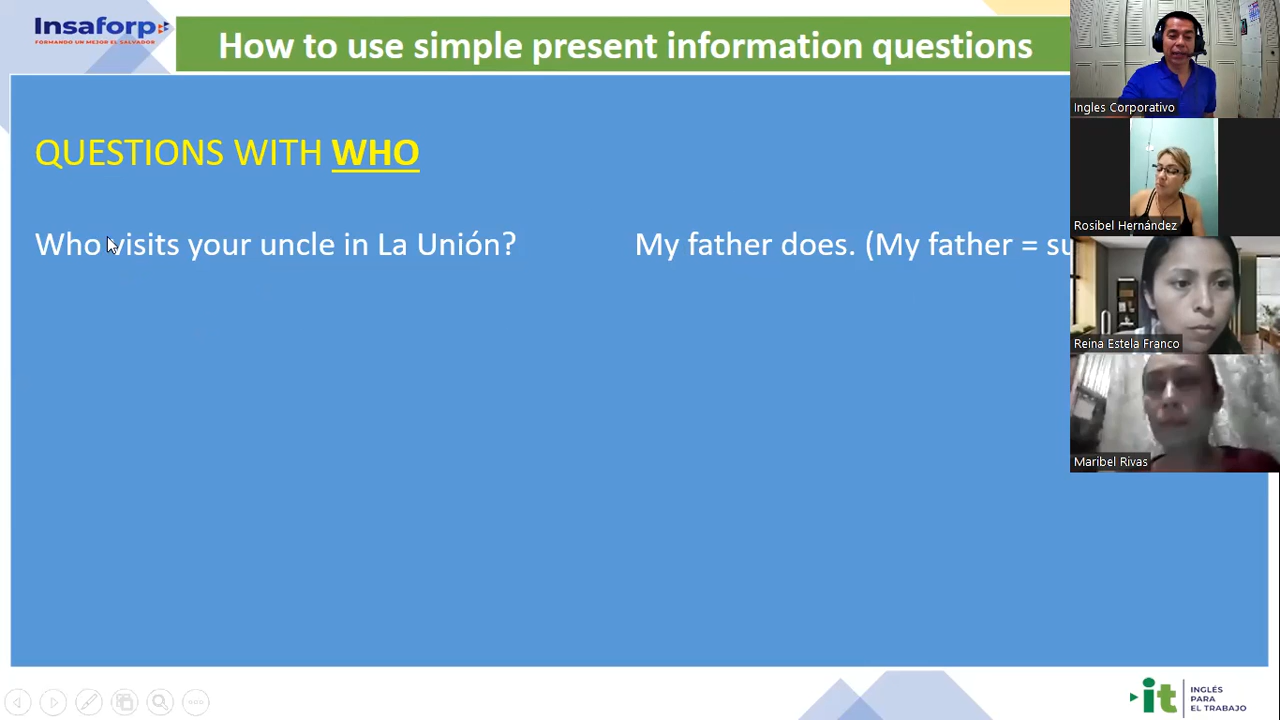 Insaforp
FORMANDO UN MEJOR EL SALVADOR
How to use simple present information questions
QUESTIONS WITH WHO
Who visits your uncle in La Unión?
My father does. (My father = su
Ingles Corporativo
Rosibel Hernández
Reina Estela Franco
Maribel Rivas
it
INGLÉS
PARA
EL TRABAJO